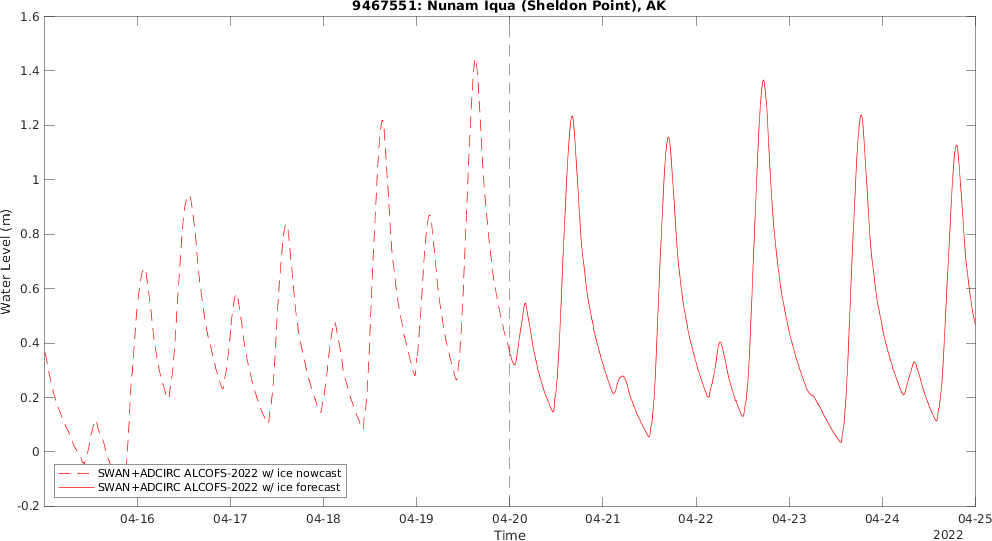 9467551: Nunam Iqua (Sheldon Point), AK
Water Level (m)
1.6
1.4
1.2
1
0.8
0.6
0.4
0.2
0
-0.2
SWAN+ADCIRC ALCOFS-2022 w/ ice nowcast
SWAN+ADCIRC ALCOFS-2022 w/ ice forecast
04-16 04-17 04-18 04-19 04-20 04-21 04-22 04-23 04-24 04-25
Time
2022